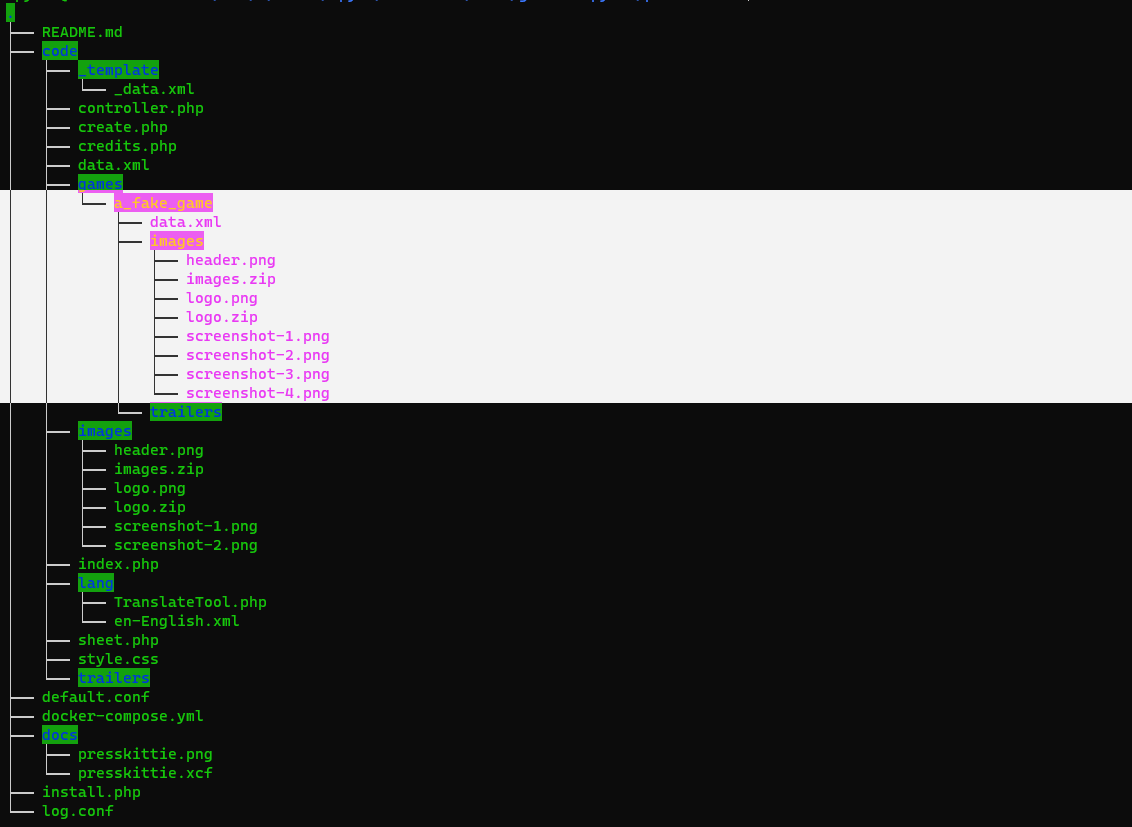 .
README.md
code
_template
_data.xml
controller.php
create.php
credits.php
data.xml
games
a_fake_game
data.xml
images
header.png
images.zip
logo.png
logo.zip
screenshot-1.png
screenshot-2.png
screenshot-3.png
screenshot-4.png
trailers
images
header.png
images.zip
logo.png
logo.zip
screenshot-1.png
screenshot-2.png
index.php
lang
TranslateTool.php
en-English.xml
sheet.php
style.css
trailers
default.conf
docker-compose.yml
docs
presskittie.png
presskittie.xcf
install.php
log.conf